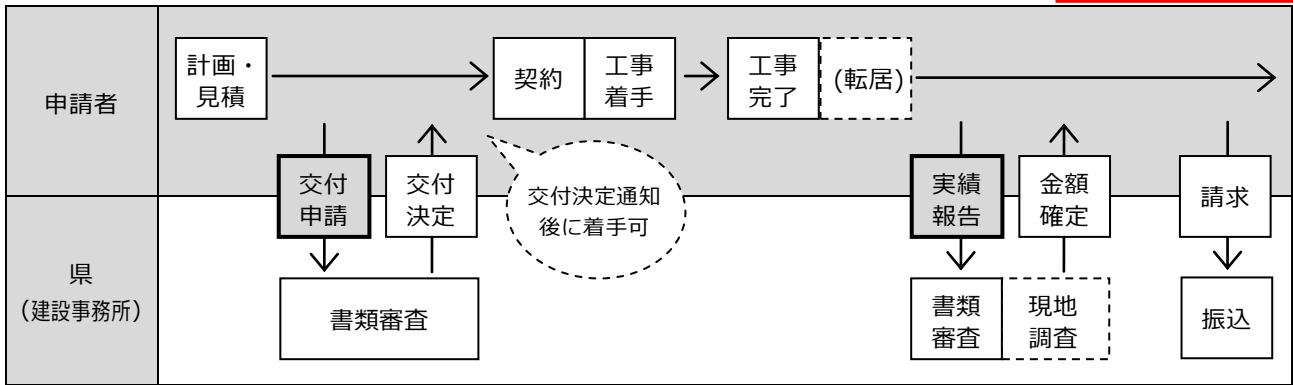 申請者
計画・
見積
契約
工事
着手
工事
完了
(転居)
交付
申請
交付
決定
交付決定通知
後に着手可
実績
報告
金額
確定
請求
県
(建設事務所)
書類審査
書類
審査
現地
調査
振込